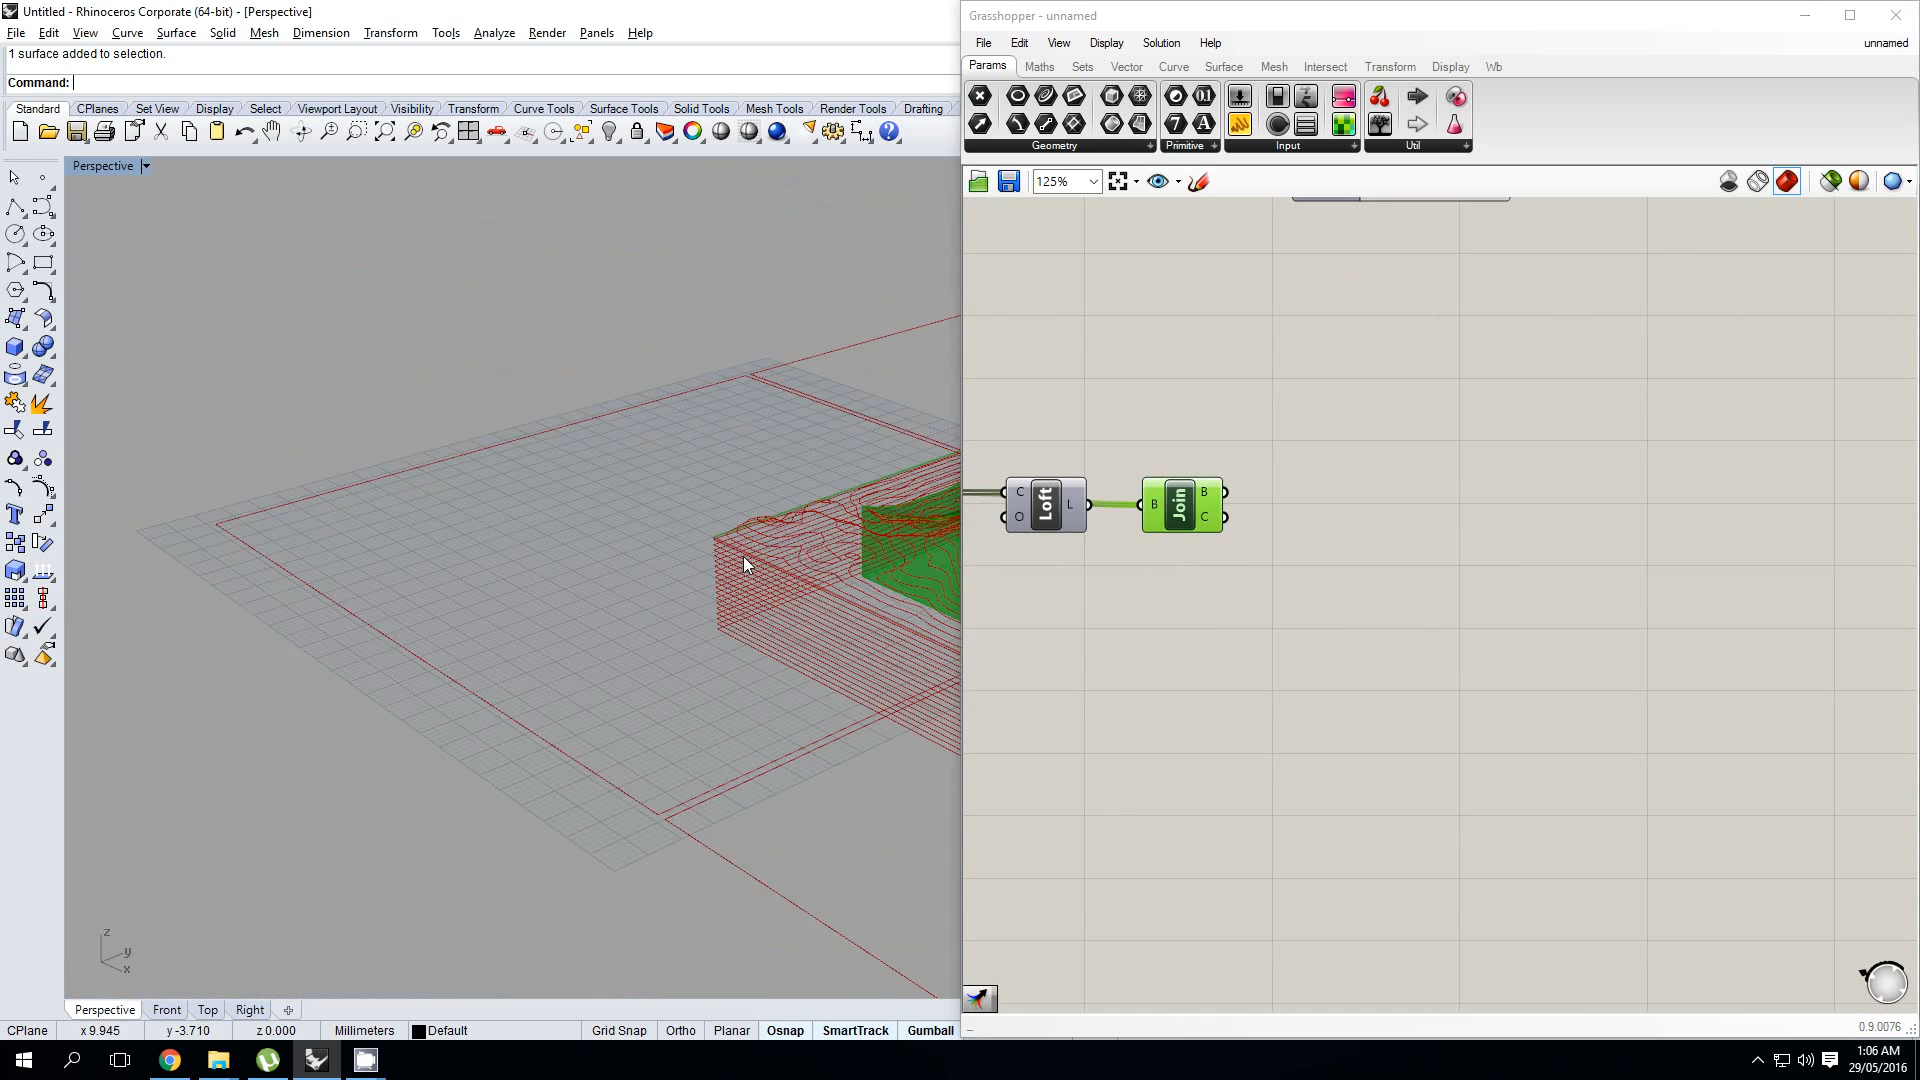 Untitled - Rhinoceros Corporate (64-bit) - [Perspective]
File Edit View Curve Surface Solid Mesh Dimension Transform Tools Analyze Render Panels Help
1 surface added to selection.
Command:
Standard CPlanes Set View Display Select Viewport Layout Visibility Transform Curve Tools Surface Tools Solid Tools Mesh Tools Render Tools Drafting
Perspective
z
y
x
Perspective Front Top Right
CPlane x 9.945 y -3.710 z 0.000 Millimeters Default Grid Snap Ortho Planar Osnap SmartTrack Gumball
Grasshopper - unnamed
File Edit View Display Solution Help unnamed
Params Maths Sets Vector Curve Surface Mesh Intersect Transform Display Wb
Geometry Primitive Input Util
125%
C O Loft L
B Join B C
0.9.0076
1:06 AM
29/05/2016